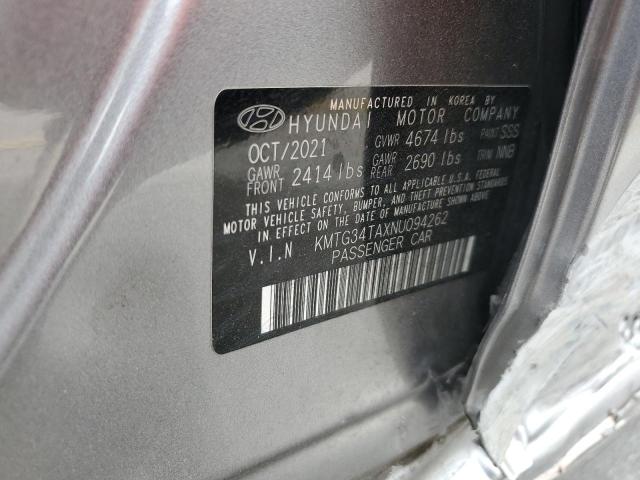 MANUFACTURED IN KOREA BY
HYUNDAI MOTOR COMPANY
OCT/2021 GVWR 4674 lbs PAINT SSS
GAWR FRONT 2414 lbs GAWR REAR 2690 lbs TRIM NNB
THIS VEHICLE CONFORMS TO ALL APPLICABLE FEDERAL
MOTOR VEHICLE SAFETY, BUMPER, AND THEFT PREVENTION STANDARDS
IN EFFECT ON THE DATE OF MANUFACTURE SHOWN ABOVE.
V.I.N KMTG34TAXNU094262
PASSENGER CAR